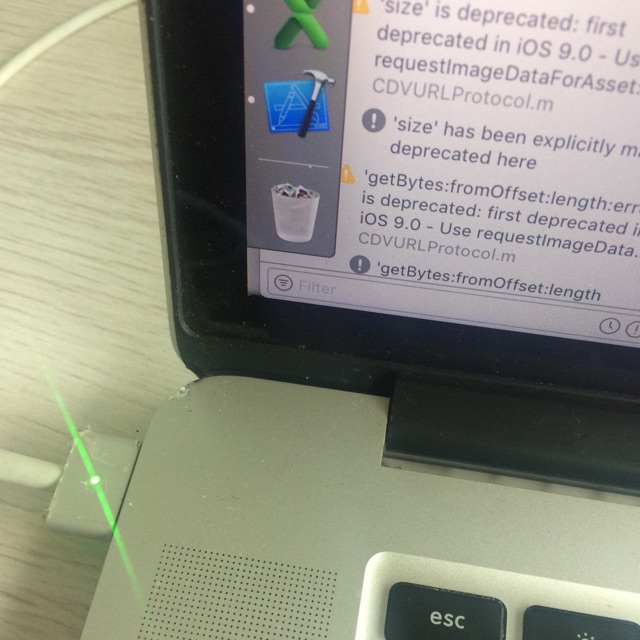 'size' is deprecated: first
deprecated in iOS 9.0 - Use
requestImageDataForAsset:
CDVURLProtocol.m
'size' has been explicitly
deprecated here
'getBytes:fromOffset:length:
is deprecated: first deprecated
iOS 9.0 - Use requestImageData.
CDVURLProtocol.m
'getBytes:fromOffset:length
Filter
esc